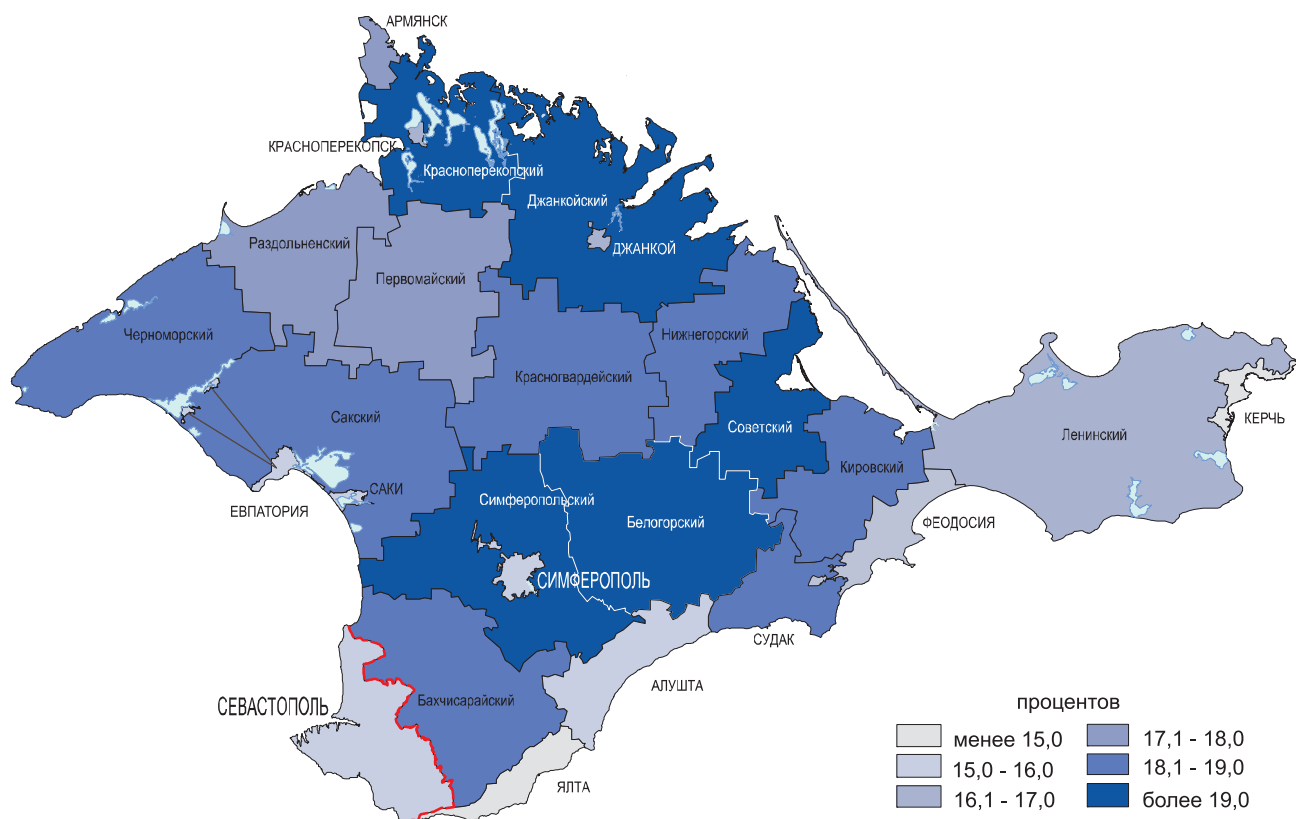 АРМЯНСК
КРАСНОПЕРЕКОПСК
Красноперекопский
Джанкойский
ДЖАНКОЙ
Раздольненский
Первомайский
Черноморский
Нижнегорский
Красногвардейский
Сакский
Советский
Ленинский
КЕРЧЬ
Кировский
САКИ
ЕВПАТОРИЯ
Симферопольский
Белогорский
ФЕОДОСИЯ
СИМФЕРОПОЛЬ
СУДАК
АЛУШТА
Бахчисарайский
СЕВАСТОПОЛЬ
ЯЛТА
процентов
менее 15,0
15,0 - 16,0
16,1 - 17,0
17,1 - 18,0
18,1 - 19,0
более 19,0